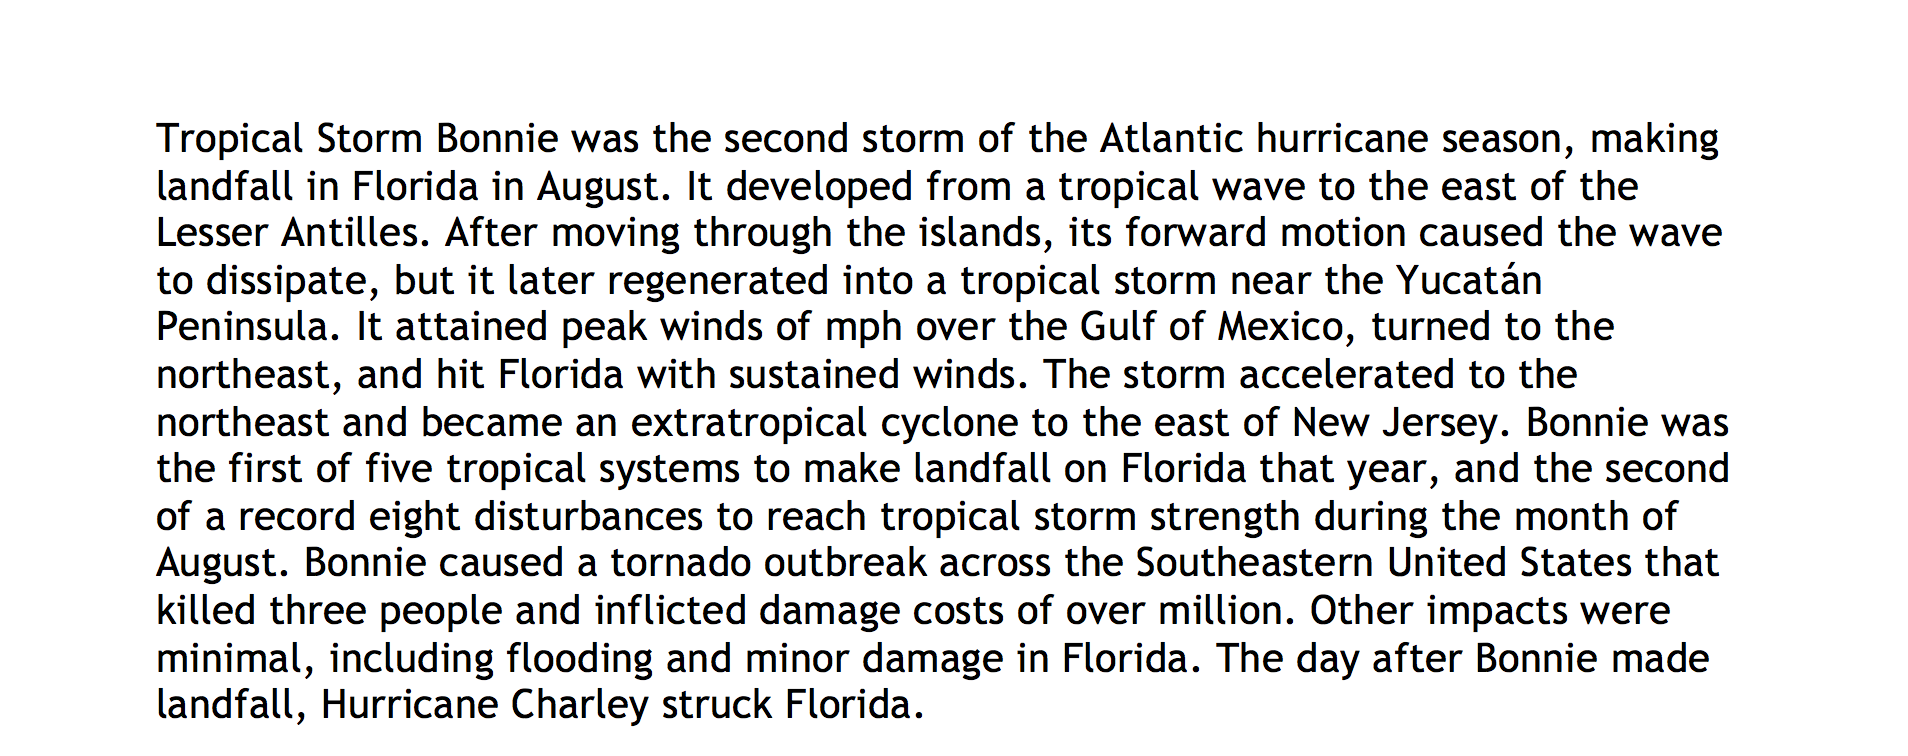 Tropical Storm Bonnie was the second storm of the Atlantic hurricane season, making
landfall in Florida in August. It developed from a tropical wave to the east of the
Lesser Antilles. After moving through the islands, its forward motion caused the wave
to dissipate, but it later regenerated into a tropical storm near the Yucatán
Peninsula. It attained peak winds of mph over the Gulf of Mexico, turned to the
northeast, and hit Florida with sustained winds. The storm accelerated to the
northeast and became an extratropical cyclone to the east of New Jersey. Bonnie was
the first of five tropical systems to make landfall on Florida that year, and the second
of a record eight disturbances to reach tropical storm strength during the month of
August. Bonnie caused a tornado outbreak across the Southeastern United States that
killed three people and inflicted damage costs of over million. Other impacts were
minimal, including flooding and minor damage in Florida. The day after Bonnie made
landfall, Hurricane Charley struck Florida.